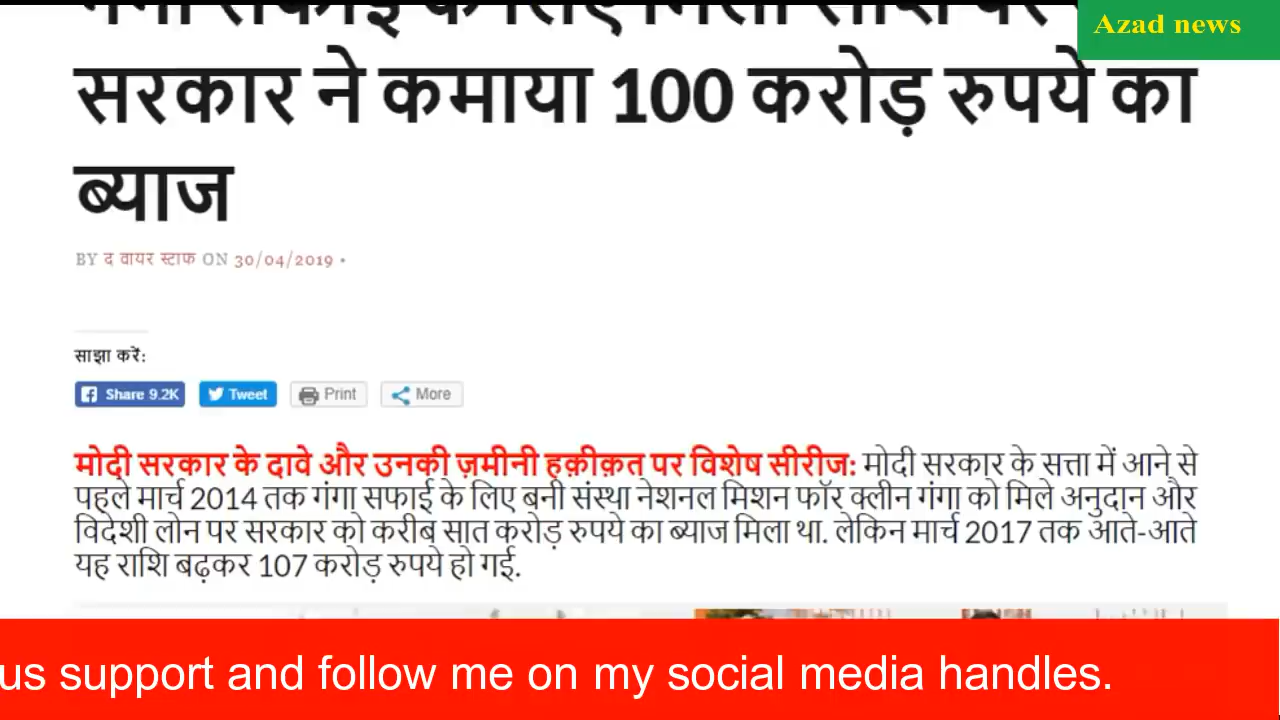 गंगा सफाई के लिए मिली राशि पर
Azad news
सरकार ने कमाया 100 करोड़ रुपये का
ब्याज
BY द वायर स्टाफ ON 30/04/2019 •
साझा करें:
Share 9.2K Tweet Print More
मोदी सरकार के दावे और उनकी ज़मीनी हक़ीक़त पर विशेष सीरीज: मोदी सरकार के सत्ता में आने से
पहले मार्च 2014 तक गंगा सफाई के लिए बनी संस्था नेशनल मिशन फॉर क्लीन गंगा को मिले अनुदान और
विदेशी लोन पर सरकार को करीब सात करोड़ रुपये का ब्याज मिला था. लेकिन मार्च 2017 तक आते-आते
यह राशि बढ़कर 107 करोड़ रुपये हो गई.
us support and follow me on my social media handles.